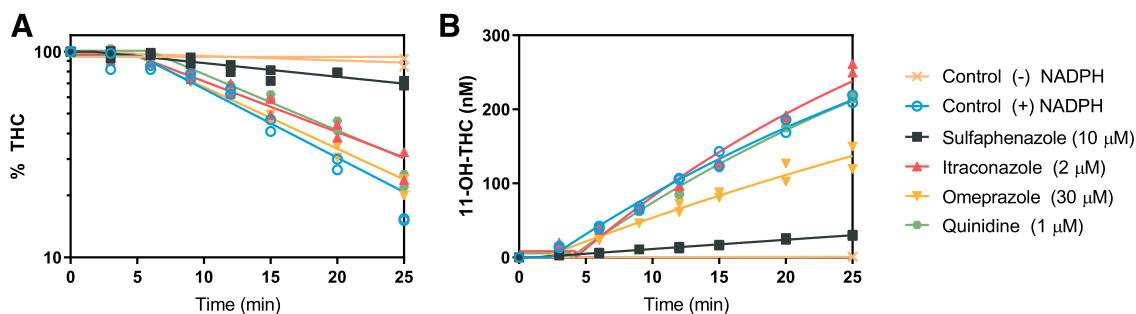 A
% THC
100
10
0 5 10 15 20 25
Time (min)
B
11-OH-THC (nM)
300
200
100
0
0 5 10 15 20 25
Time (min)
Control (-) NADPH
Control (+) NADPH
Sulfaphenazole (10 μM)
Itraconazole (2 μM)
Omeprazole (30 μM)
Quinidine (1 μM)